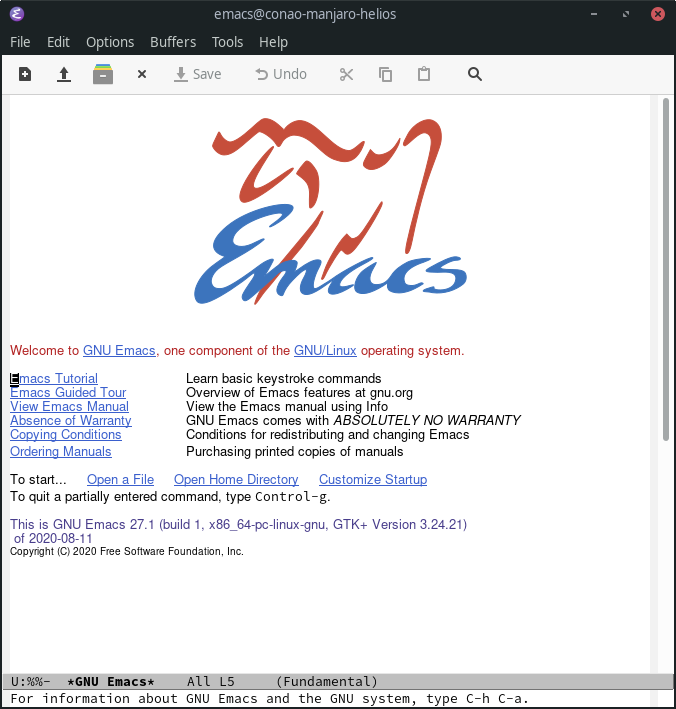 emacs@conao-manjaro-helios
File Edit Options Buffers Tools Help
Save Undo
Emacs
Welcome to GNU Emacs, one component of the GNU/Linux operating system.
Emacs Tutorial Learn basic keystroke commands
Emacs Guided Tour Overview of Emacs features at gnu.org
View Emacs Manual View the Emacs manual using Info
Absence of Warranty GNU Emacs comes with ABSOLUTELY NO WARRANTY
Copying Conditions Conditions for redistributing and changing Emacs
Ordering Manuals Purchasing printed copies of manuals
To start... Open a File Open Home Directory Customize Startup
To quit a partially entered command, type Control-g.
This is GNU Emacs 27.1 (build 1, x86_64-pc-linux-gnu, GTK+ Version 3.24.21)
of 2020-08-11
Copyright (C) 2020 Free Software Foundation, Inc.
U:%%- *GNU Emacs* All L5 (Fundamental)
For information about GNU Emacs and the GNU system, type C-h C-a.